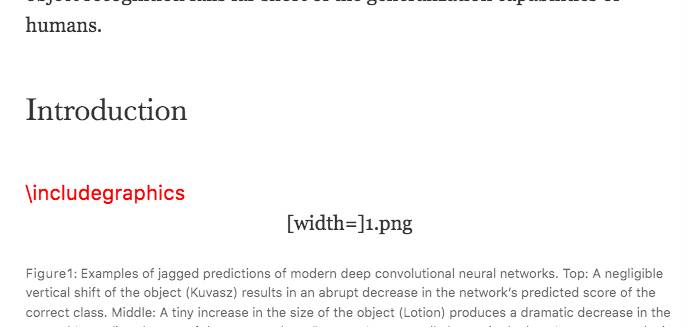 humans.
Introduction
\includegraphics
[width=]1.png
Figure1: Examples of jagged predictions of modern deep convolutional neural networks. Top: A negligible
vertical shift of the object (Kuvasz) results in an abrupt decrease in the network's predicted score of the
correct class. Middle: A tiny increase in the size of the object (Lotion) produces a dramatic decrease in the